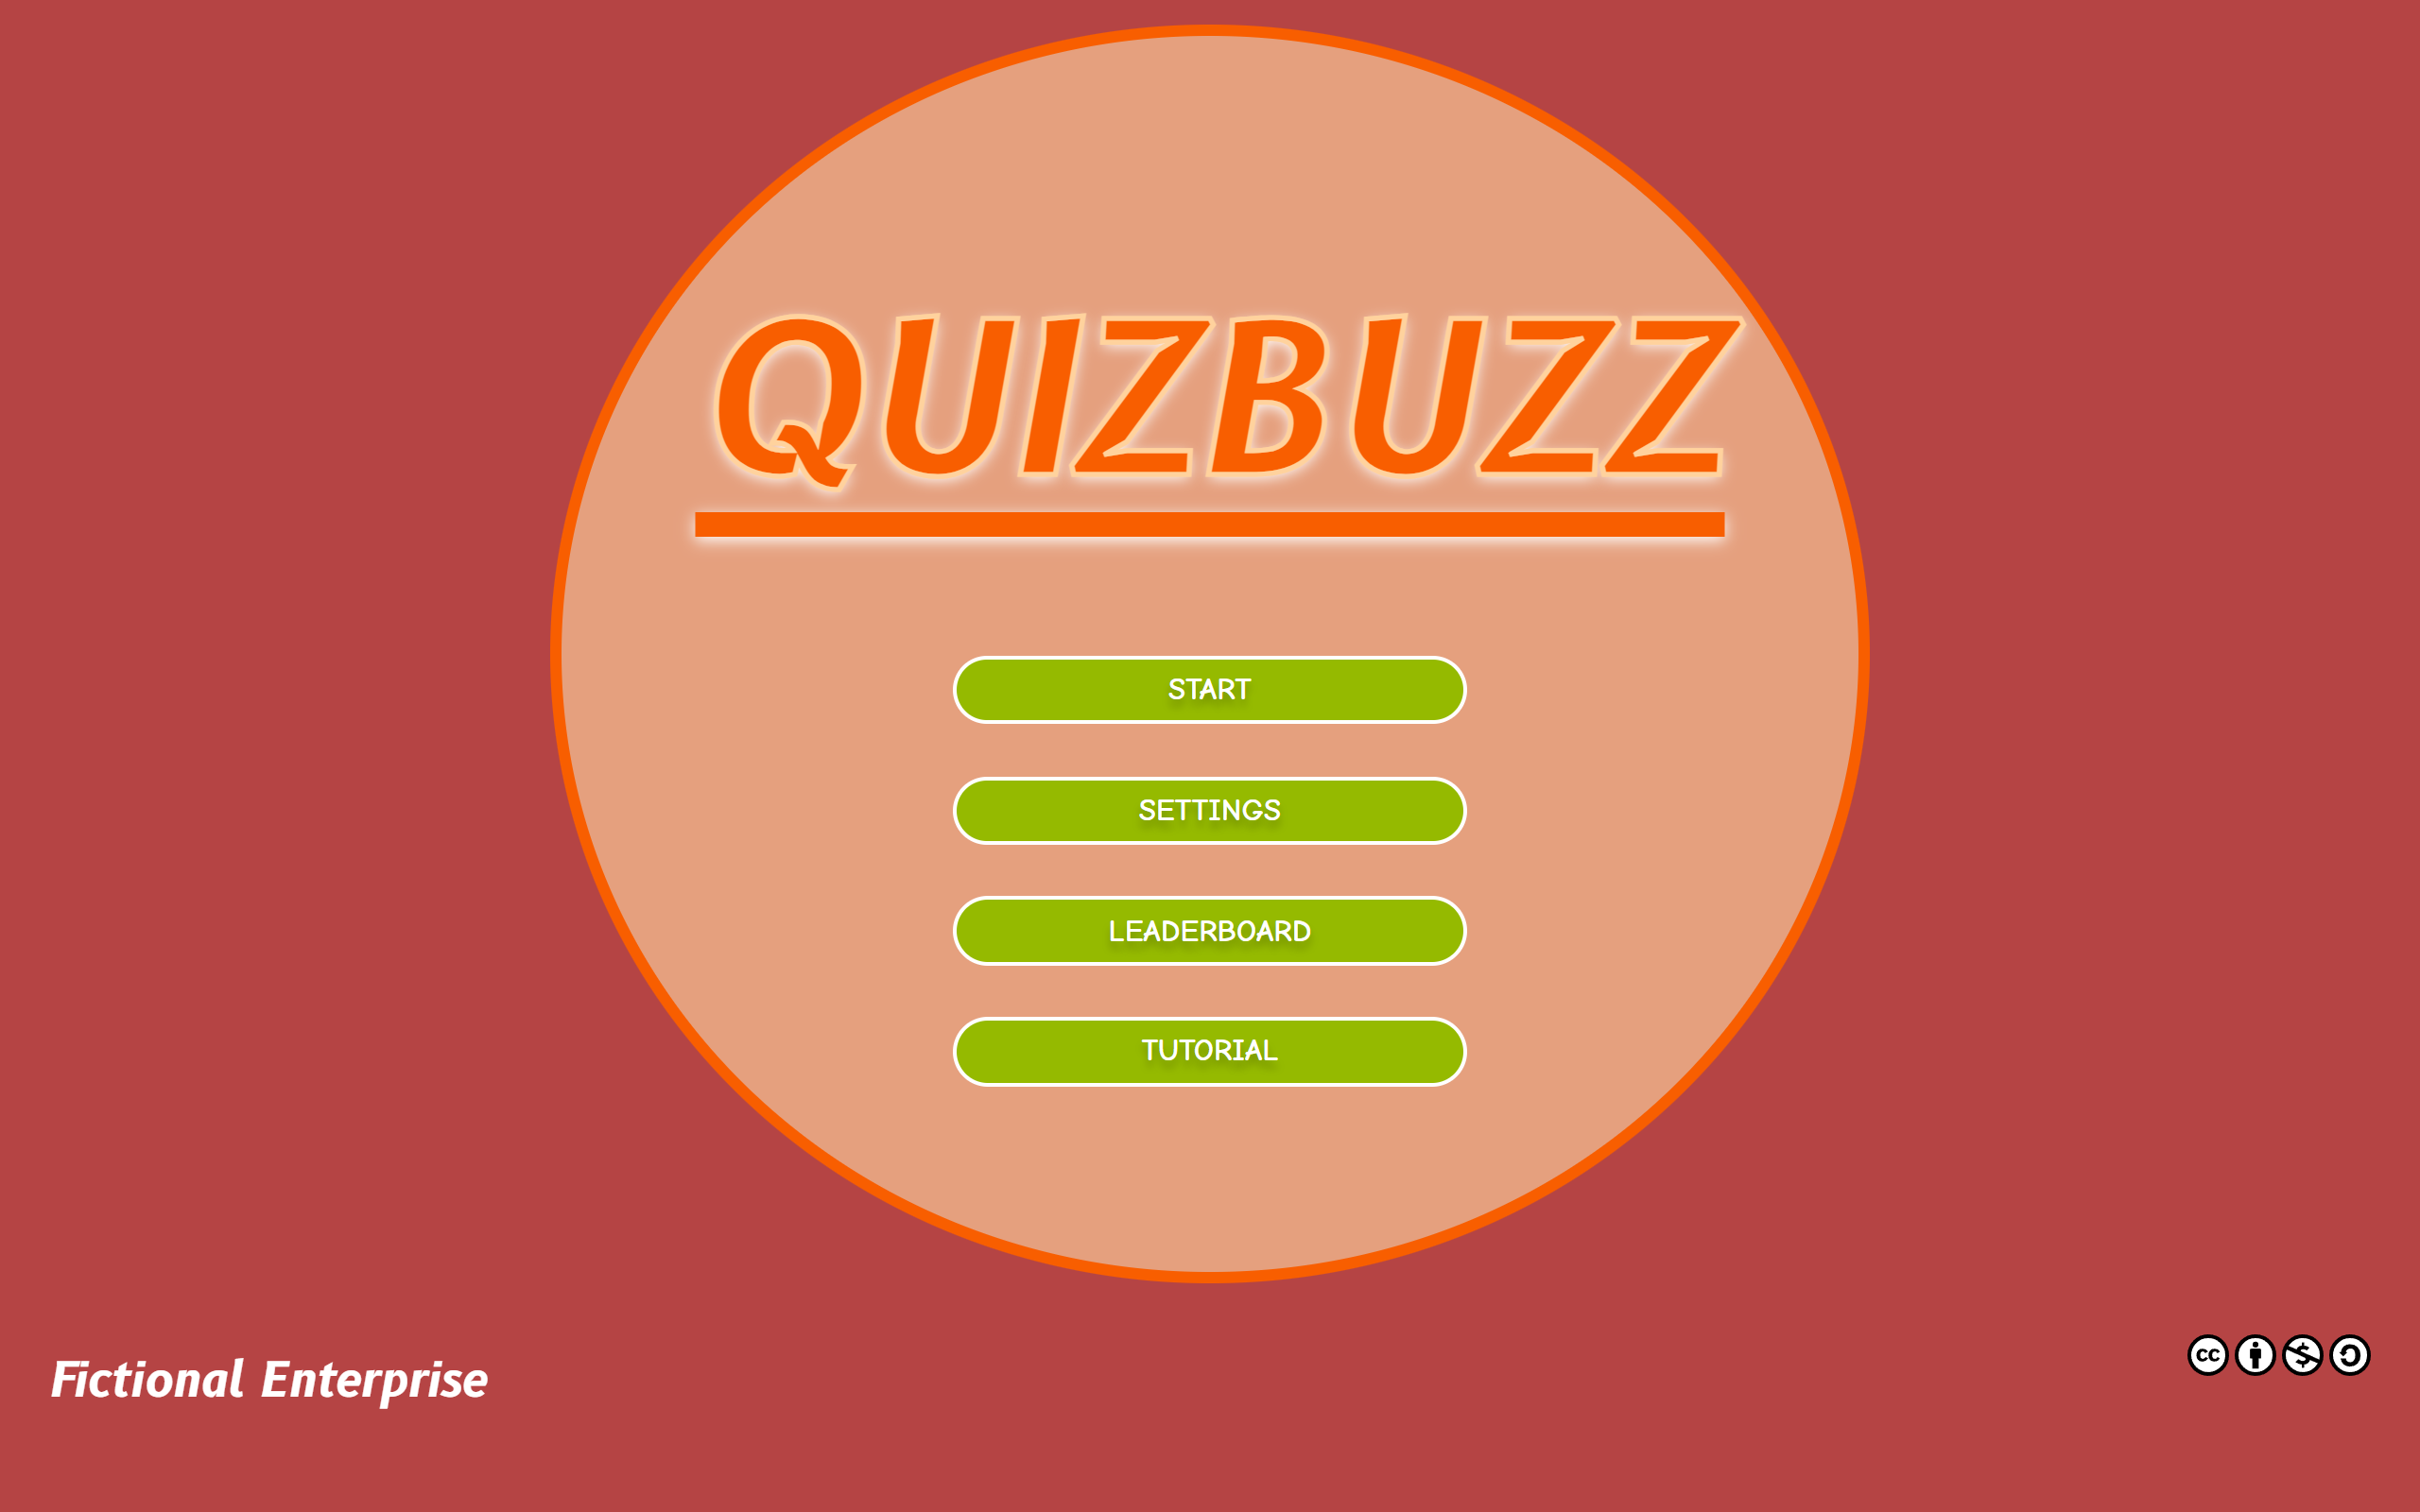 QUIZBUZZ
START
SETTINGS
LEADERBOARD
TUTORIAL
Fictional Enterprise
cc